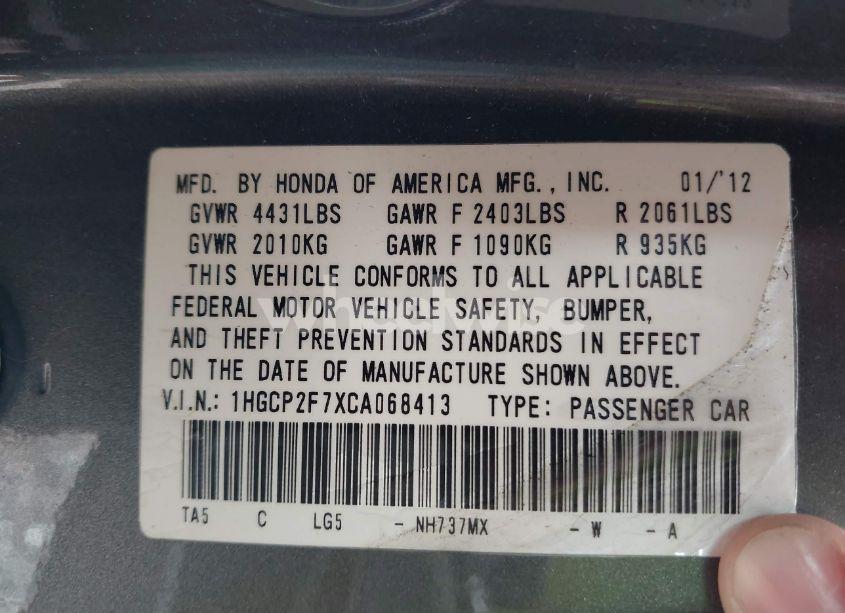 MFD. BY HONDA OF AMERICA MFG., INC. 01/'12
GVWR 4431LBS GAWR F 2403LBS R 2061LBS
GVWR 2010KG GAWR F 1090KG R 935KG
THIS VEHICLE CONFORMS TO ALL APPLICABLE
FEDERAL MOTOR VEHICLE SAFETY, BUMPER,
AND THEFT PREVENTION STANDARDS IN EFFECT
ON THE DATE OF MANUFACTURE SHOWN ABOVE.
V.I.N.: 1HGCP2F7XCA068413 TYPE: PASSENGER CAR
TA5 C LG5 - NH737MX - W - A